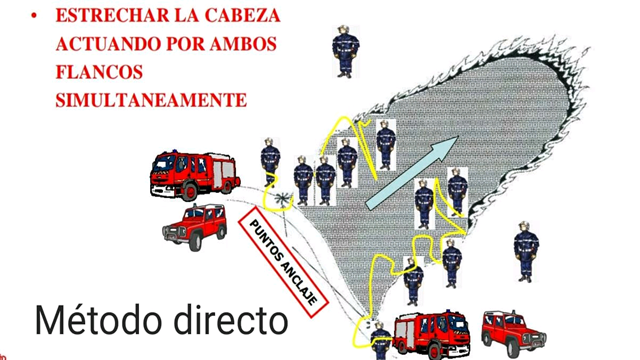 • ESTRECHAR LA CABEZA
ACTUANDO POR AMBOS
FLANCOS
SIMULTANEAMENTE
PUNTOS ANCLAJE
Método directo